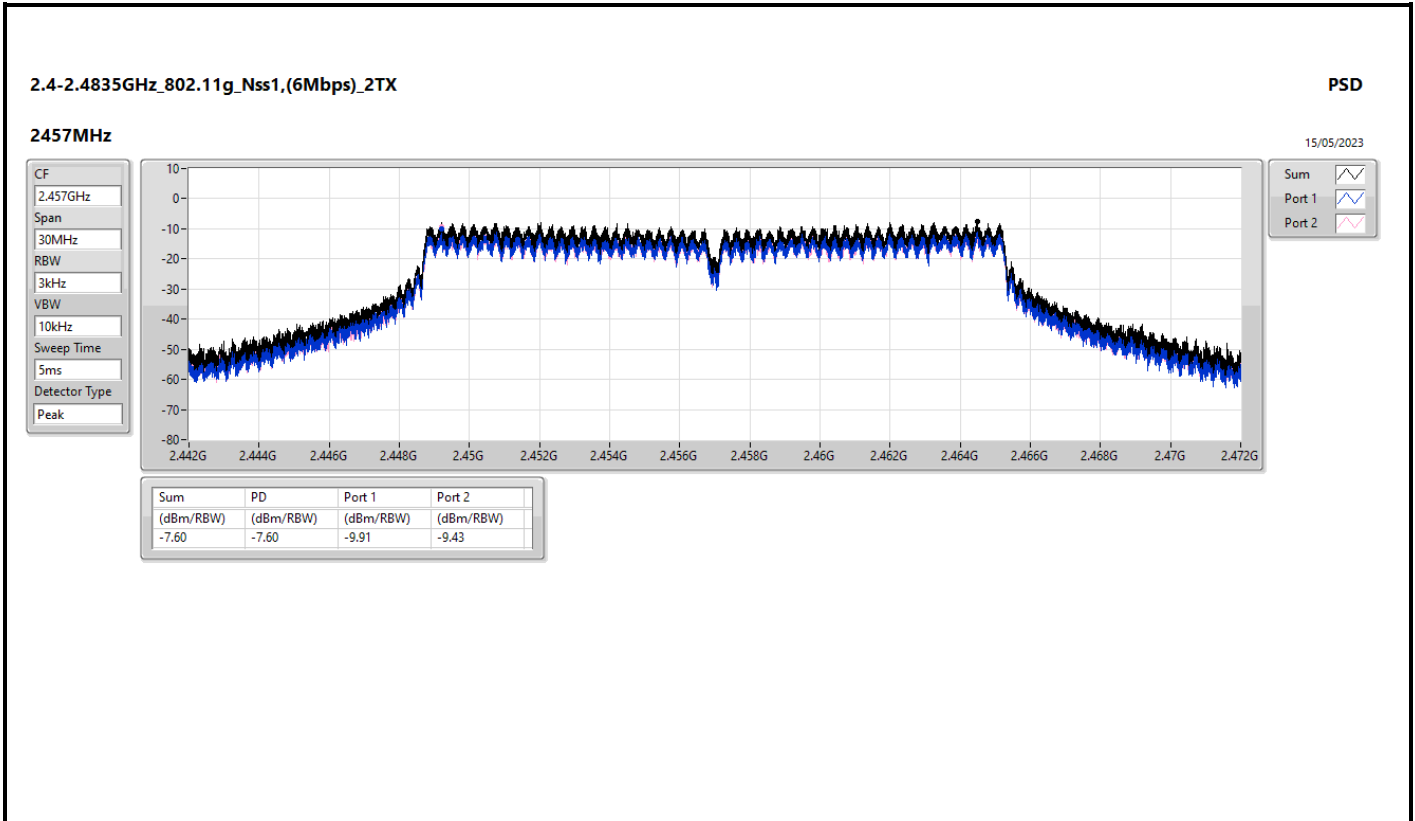 2.4-2.4835GHz_802.11g_Nss1,(6Mbps)_2TX
PSD
2457MHz
15/05/2023
CF
2.457GHz
Span
30MHz
RBW
3kHz
VBW
10kHz
Sweep Time
5ms
Detector Type
Peak
10
0
-10
-20
-30
-40
-50
-60
-70
-80
2.442G 2.444G 2.446G 2.448G 2.45G 2.452G 2.454G 2.456G 2.458G 2.46G 2.462G 2.464G 2.466G 2.468G 2.47G 2.472G
Sum
Port 1
Port 2
Sum PD Port 1 Port 2
(dBm/RBW) (dBm/RBW) (dBm/RBW) (dBm/RBW)
-7.60 -7.60 -9.91 -9.43